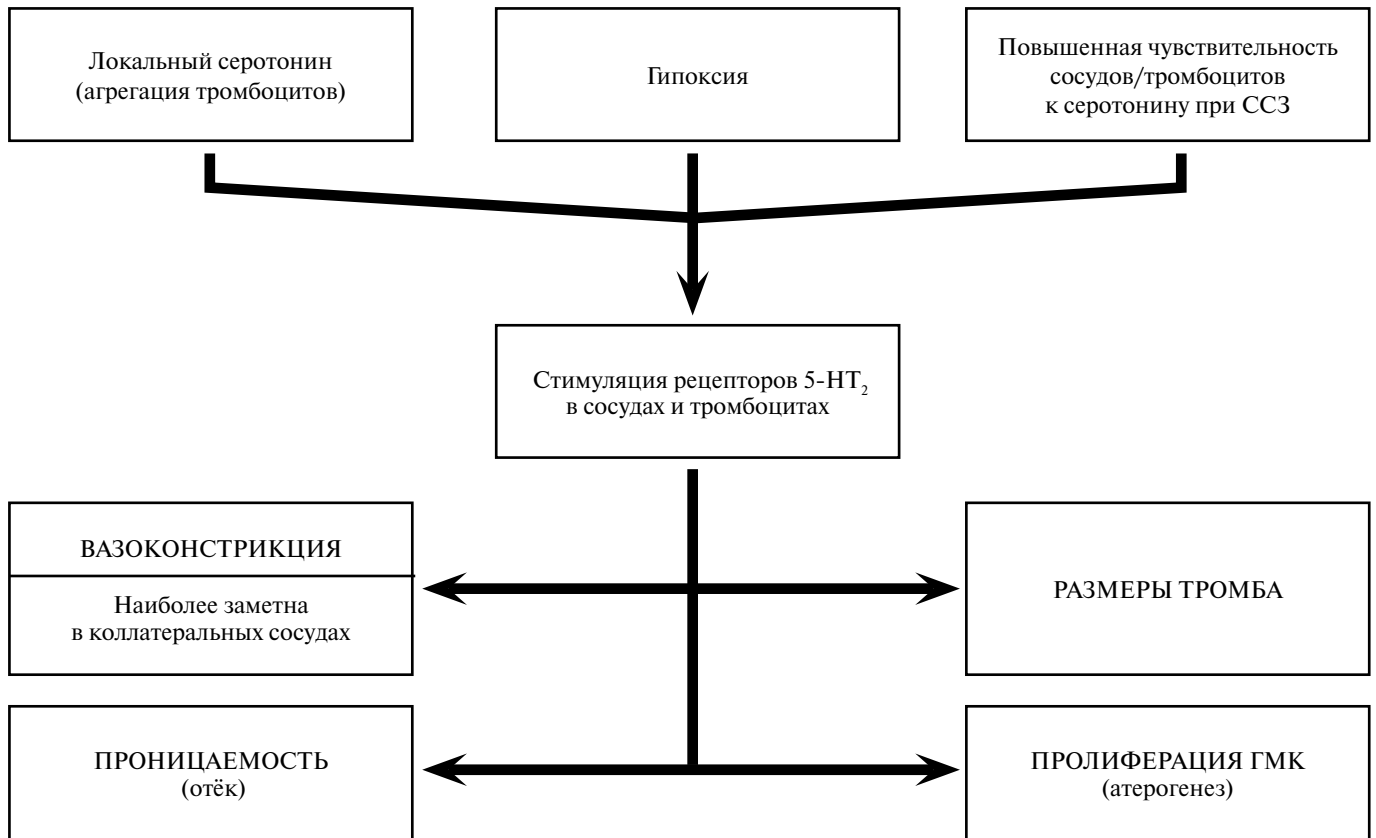 Локальный серотонин
(агрегация тромбоцитов)
Гипоксия
Повышенная чувствительность
сосудов/тромбоцитов
к серотонину при ССЗ
Стимуляция рецепторов 5-HT₂
в сосудах и тромбоцитах
ВАЗОКОНСТРИКЦИЯ
Наиболее заметна
в коллатеральных сосудах
РАЗМЕРЫ ТРОМБА
ПРОНИЦАЕМОСТЬ
(отёк)
ПРОЛИФЕРАЦИЯ ГМК
(атерогенез)